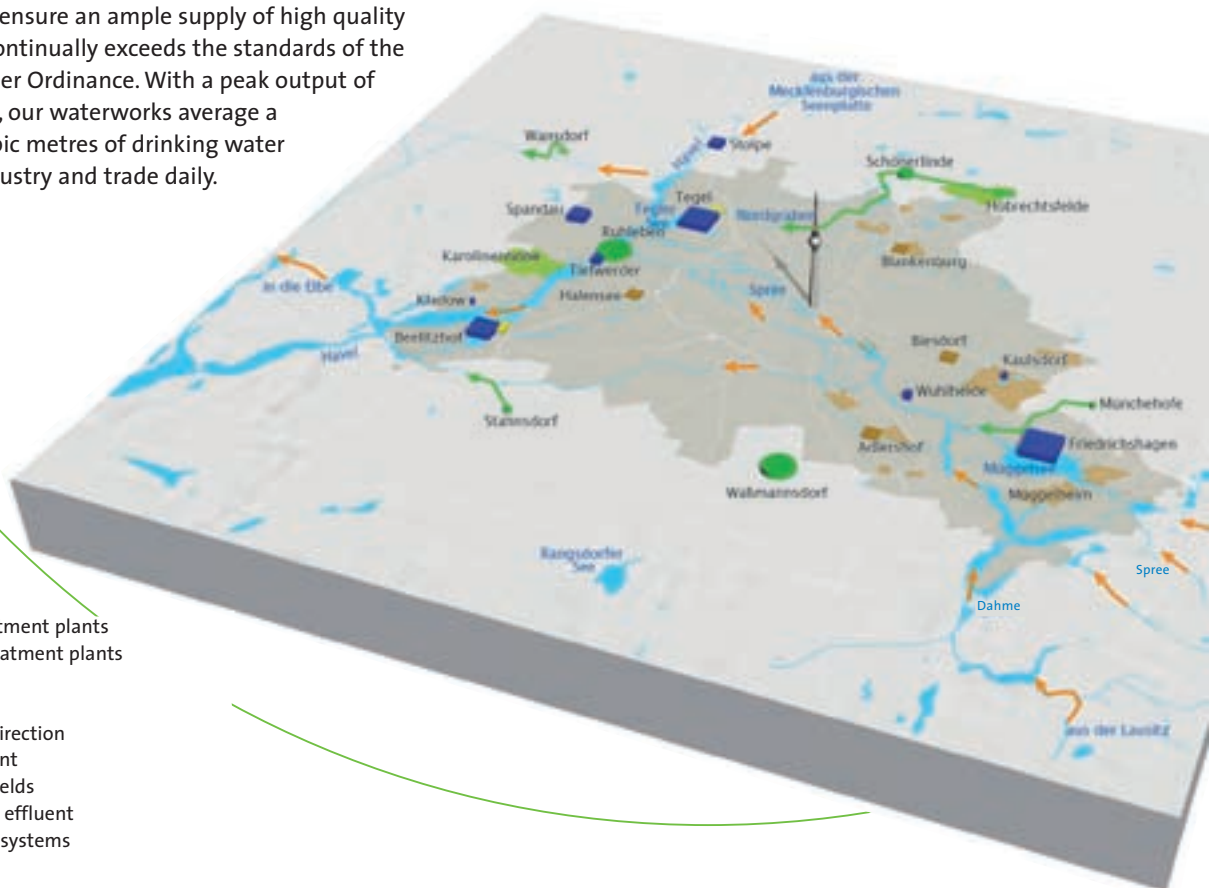 ensure an ample supply of high quality
ontinually exceeds the standards of the
er Ordinance. With a peak output of
, our waterworks average a
bic metres of drinking water
ustry and trade daily.
aus der
Mecklenburgischen
Seenplatte
Wansdorf
Stolpe
Havel
Schönerlinde
Hobrechtsfelde
Spandau
Tegel
Tegeler
See
Nordgraben
Ruhleben
Karolinenhöhe
Tiefwerder
Blankenburg
in die Elbe
Kladow
Halensee
Spree
Beelitzhof
Havel
Biesdorf
Kaulsdorf
Wuhlheide
Münchehofe
Stahnsdorf
Adlershof
Friedrichshagen
Müggelsee
Waßmannsdorf
Müggelheim
Rangsdorfer
See
Spree
Dahme
tment plants
atment plants
irection
nt
elds
effluent
systems
aus der Lausitz